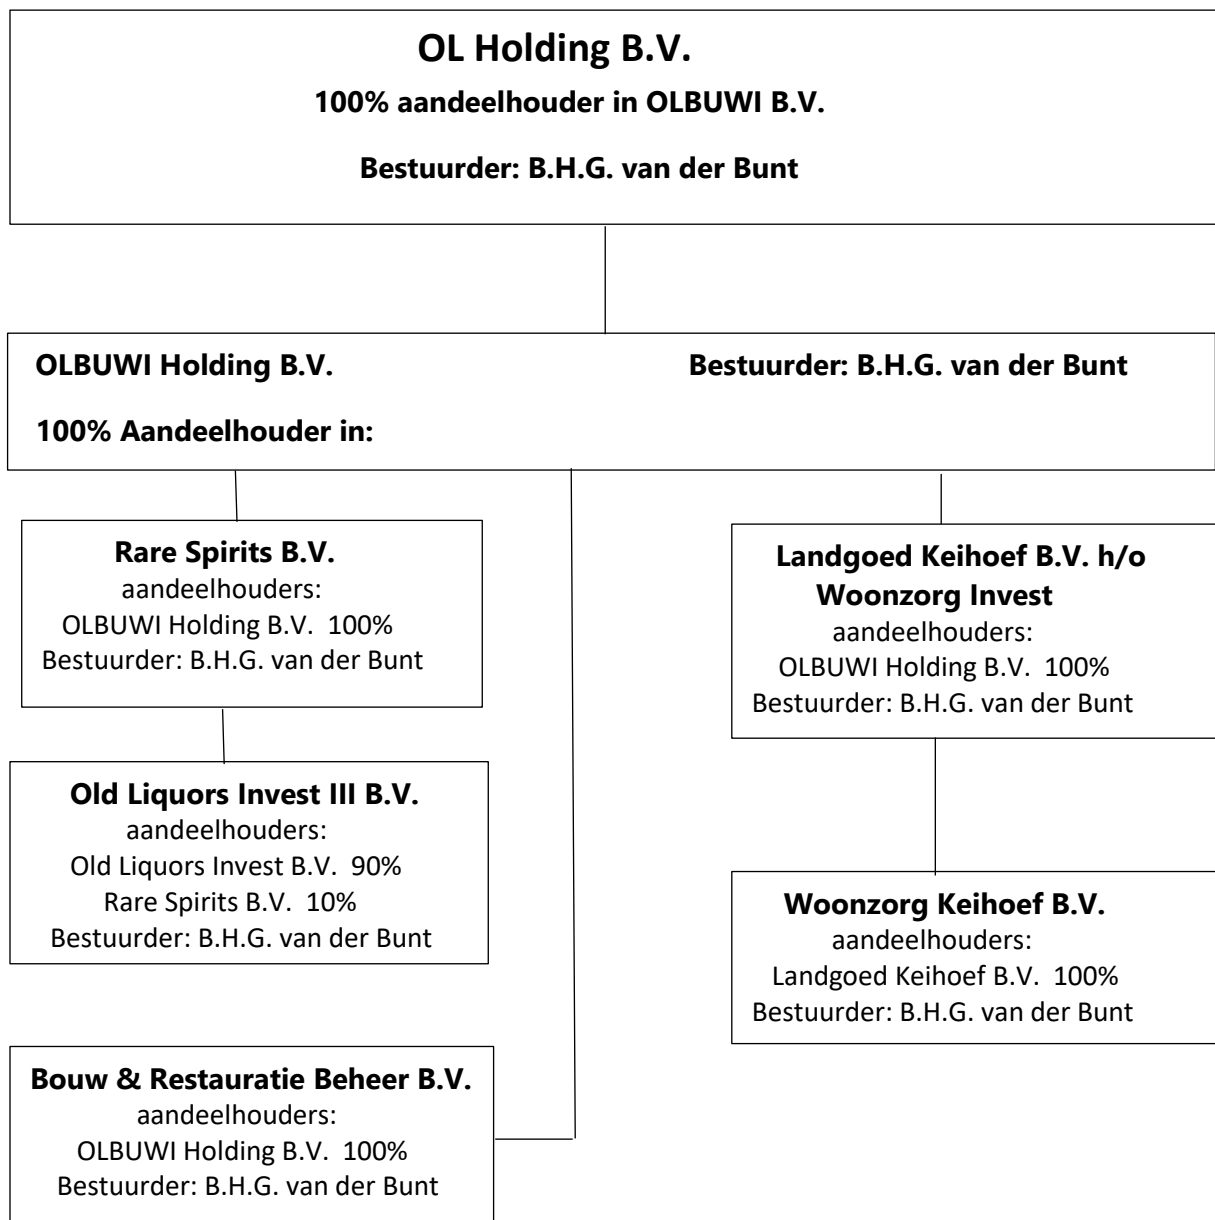 OL Holding B.V.
100% aandeelhouder in OLBUWI B.V.
Bestuurder: B.H.G. van der Bunt
OLBUWI Holding B.V. Bestuurder: B.H.G. van der Bunt
100% Aandeelhouder in:
Rare Spirits B.V.
aandeelhouders:
OLBUWI Holding B.V. 100%
Bestuurder: B.H.G. van der Bunt
Old Liquors Invest III B.V.
aandeelhouders:
Old Liquors Invest B.V. 90%
Rare Spirits B.V. 10%
Bestuurder: B.H.G. van der Bunt
Bouw & Restauratie Beheer B.V.
aandeelhouders:
OLBUWI Holding B.V. 100%
Bestuurder: B.H.G. van der Bunt
Landgoed Keihoef B.V. h/o
Woonzorg Invest
aandeelhouders:
OLBUWI Holding B.V. 100%
Bestuurder: B.H.G. van der Bunt
Woonzorg Keihoef B.V.
aandeelhouders:
Landgoed Keihoef B.V. 100%
Bestuurder: B.H.G. van der Bunt